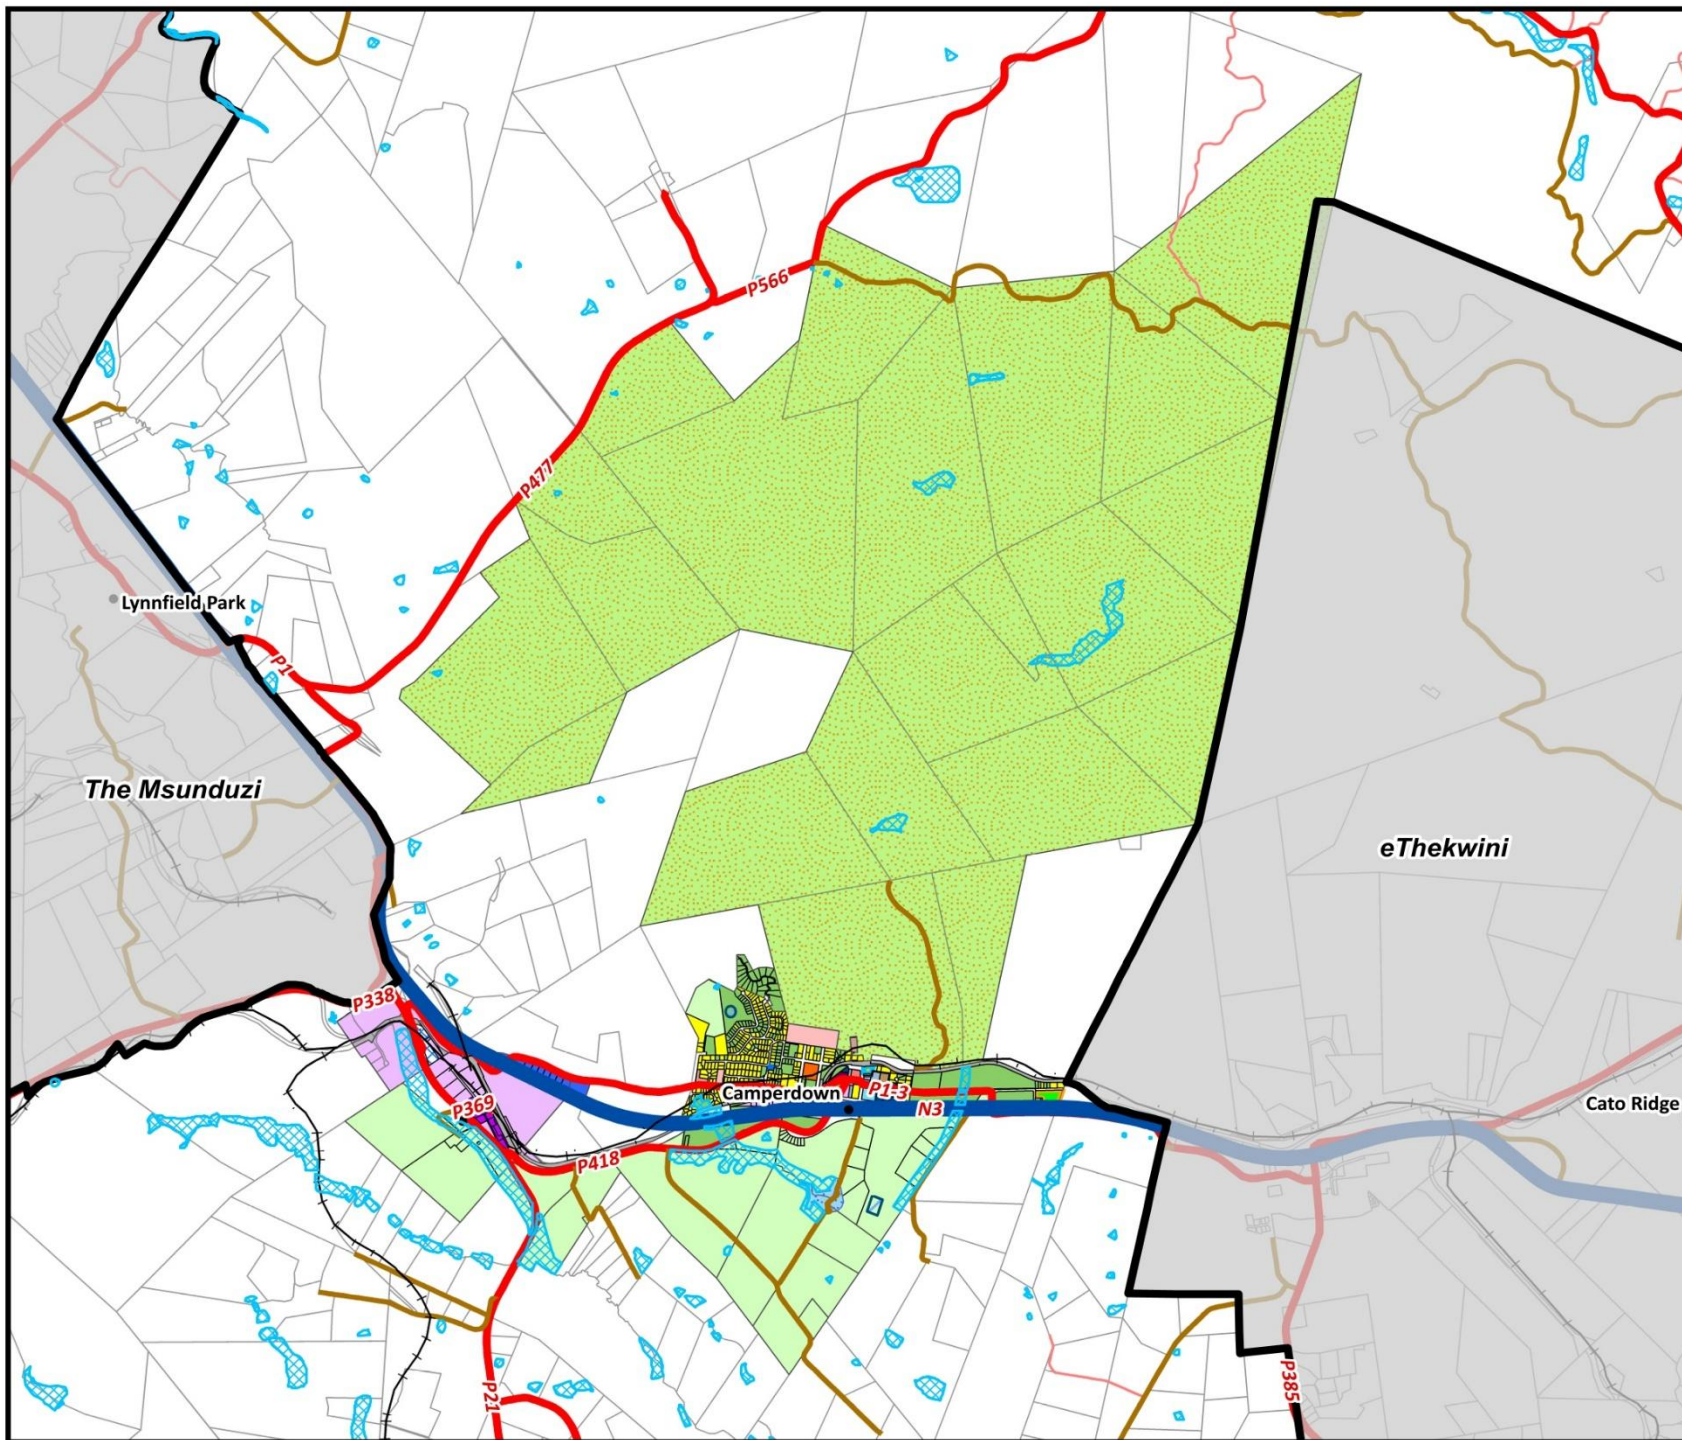 P566
P477
Lynnfield Park
P1
The Msunduzi
eThekwini
P338
P1-3
Camperdown
N3
Cato Ridge
P369
P418
P21
P385